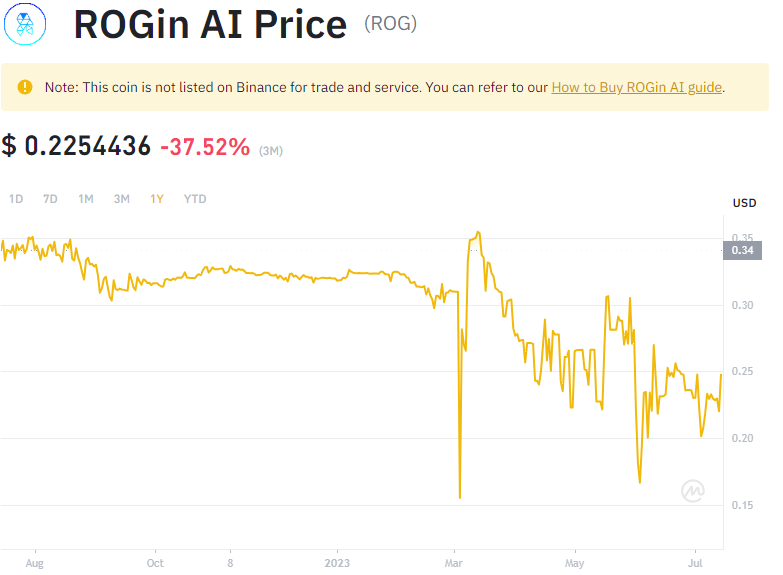 ROGin AI Price (ROG)
Note: This coin is not listed on Binance for trade and service. You can refer to our How to Buy ROGin AI guide.
$ 0.2254436 -37.52% (3M)
1D 7D 1M 3M 1Y YTD
USD
0.35
0.34
0.30
0.25
0.20
0.15
Aug Oct 8 2023 Mar May Jul